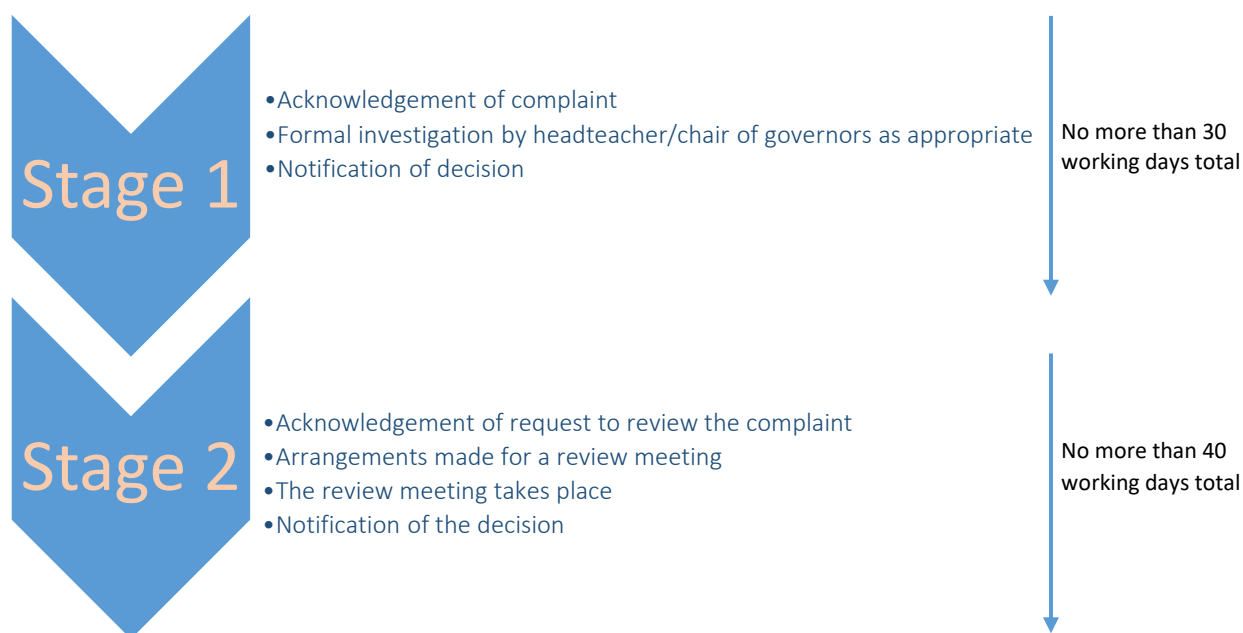 Stage 1
•Acknowledgement of complaint
•Formal investigation by headteacher/chair of governors as appropriate
•Notification of decision
No more than 30
working days total
Stage 2
•Acknowledgement of request to review the complaint
•Arrangements made for a review meeting
•The review meeting takes place
•Notification of the decision
No more than 40
working days total